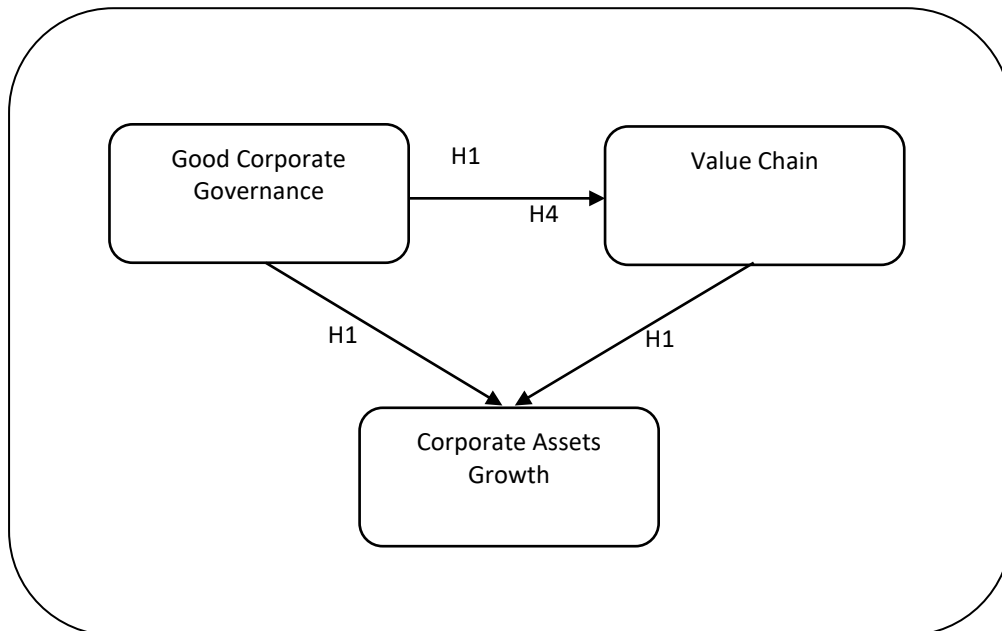 Good Corporate
Governance
H1
Value Chain
H4
H1
H1
Corporate Assets
Growth